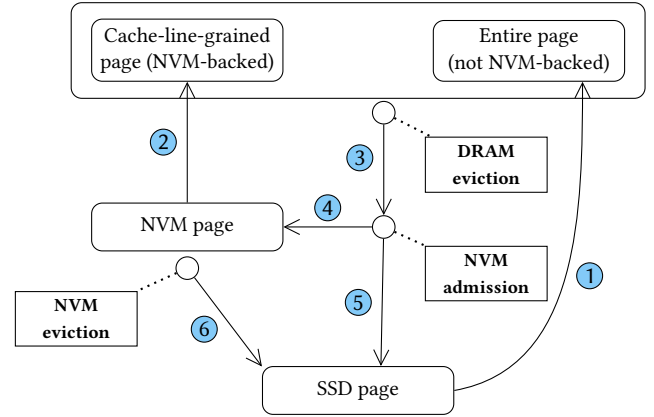 Cache-line-grained
page (NVM-backed)
Entire page
(not NVM-backed)
2
3
DRAM
eviction
4
NVM page
NVM
admission
1
NVM
eviction
5
6
SSD page